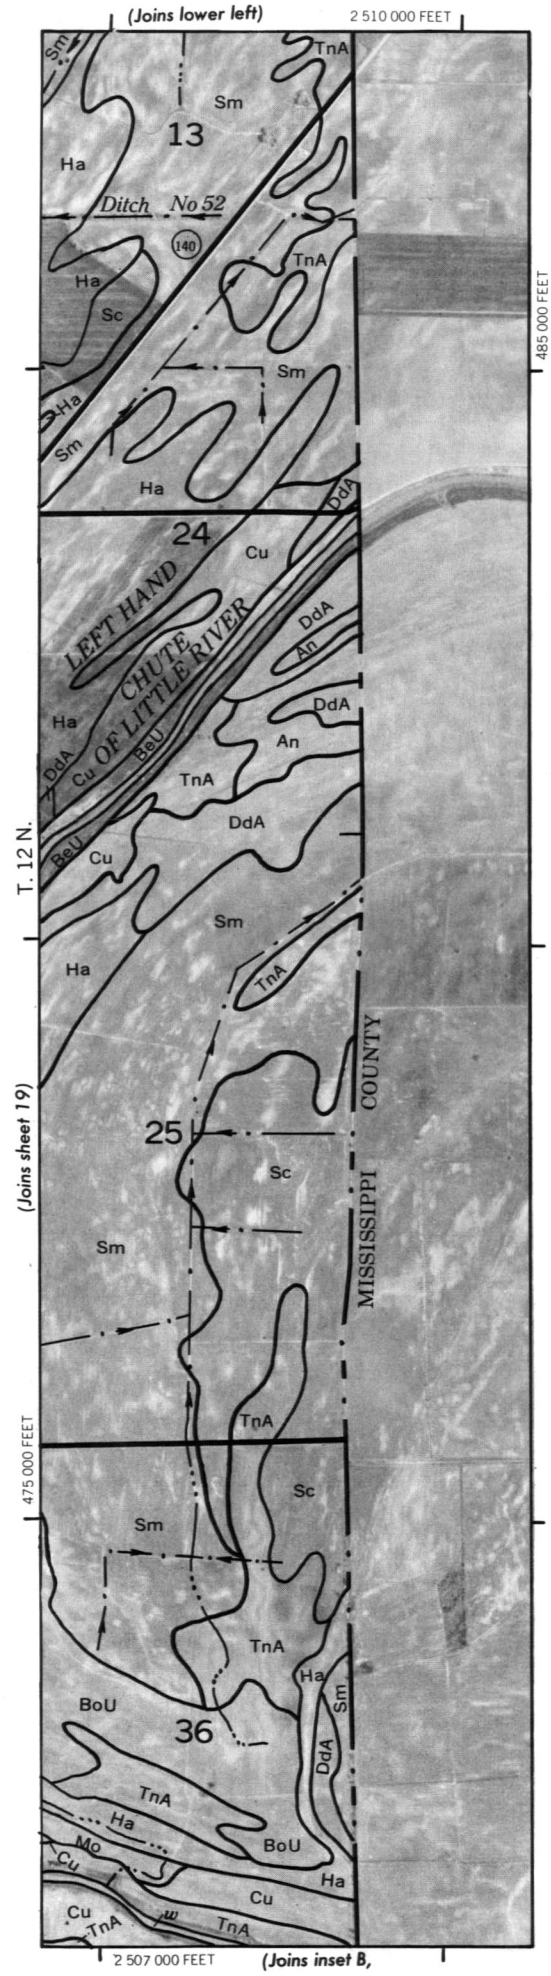 (Joins lower left)
2 510 000 FEET
Sm
TnA
Sm
13
Ha
Ditch No 52
140
TnA
Ha
Sc
485 000 FEET
Sm
Ha
Sm
Ha
DdA
24
Cu
LEFT HAND
CHUTE
OF LITTLE RIVER
DdA
An
DdA
Ha
An
BeU
DdA
Cu
TnA
DdA
T. 12 N.
BeU
Cu
Sm
Ha
TnA
COUNTY
(Joins sheet 19)
25
Sc
MISSISSIPPI
Sm
TnA
475 000 FEET
Sc
Sm
TnA
Ha
Sm
BoU
36
DdA
TnA
Ha
BoU
Mo
Cu
Ha
Cu
Cu
TnA
w
TnA
2 507 000 FEET
(Joins inset B,